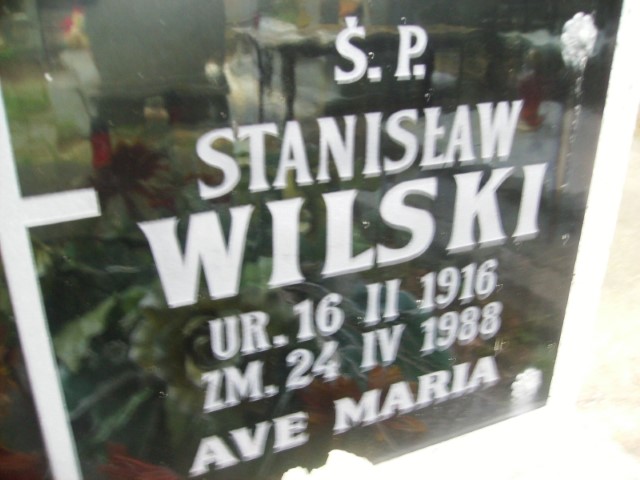 Ś. P.
STANISŁAW
WILSKI
UR. 16 II 1916
ZM. 24 IV 1988
AVE MARIA